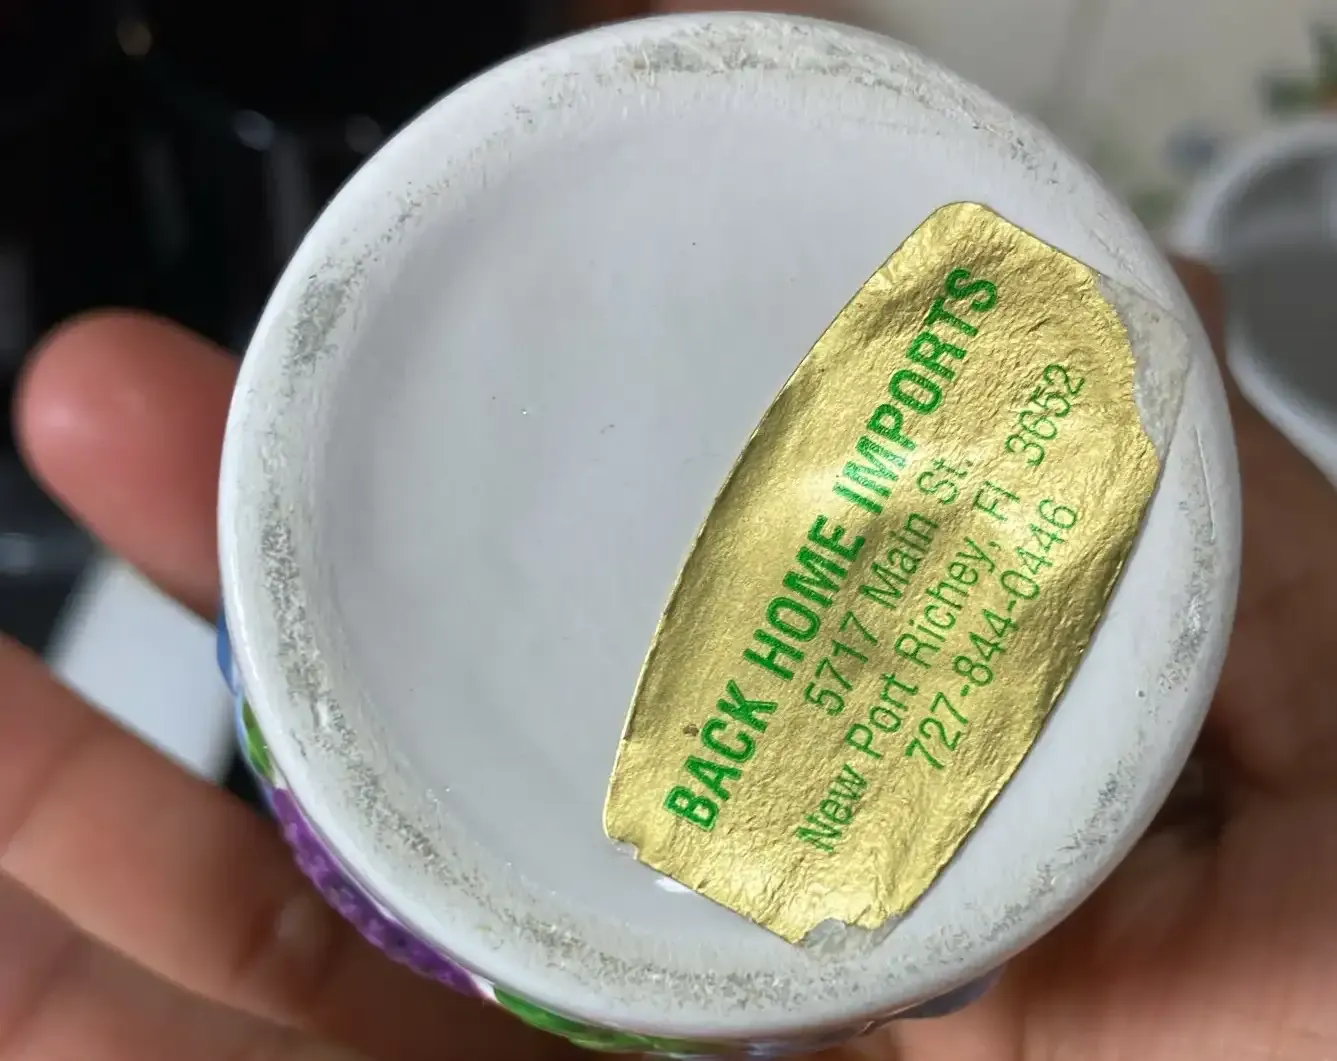 BACK HOME IMPORTS
5717 Main St.
New Port Richey, Fl 3652
727-844-0446